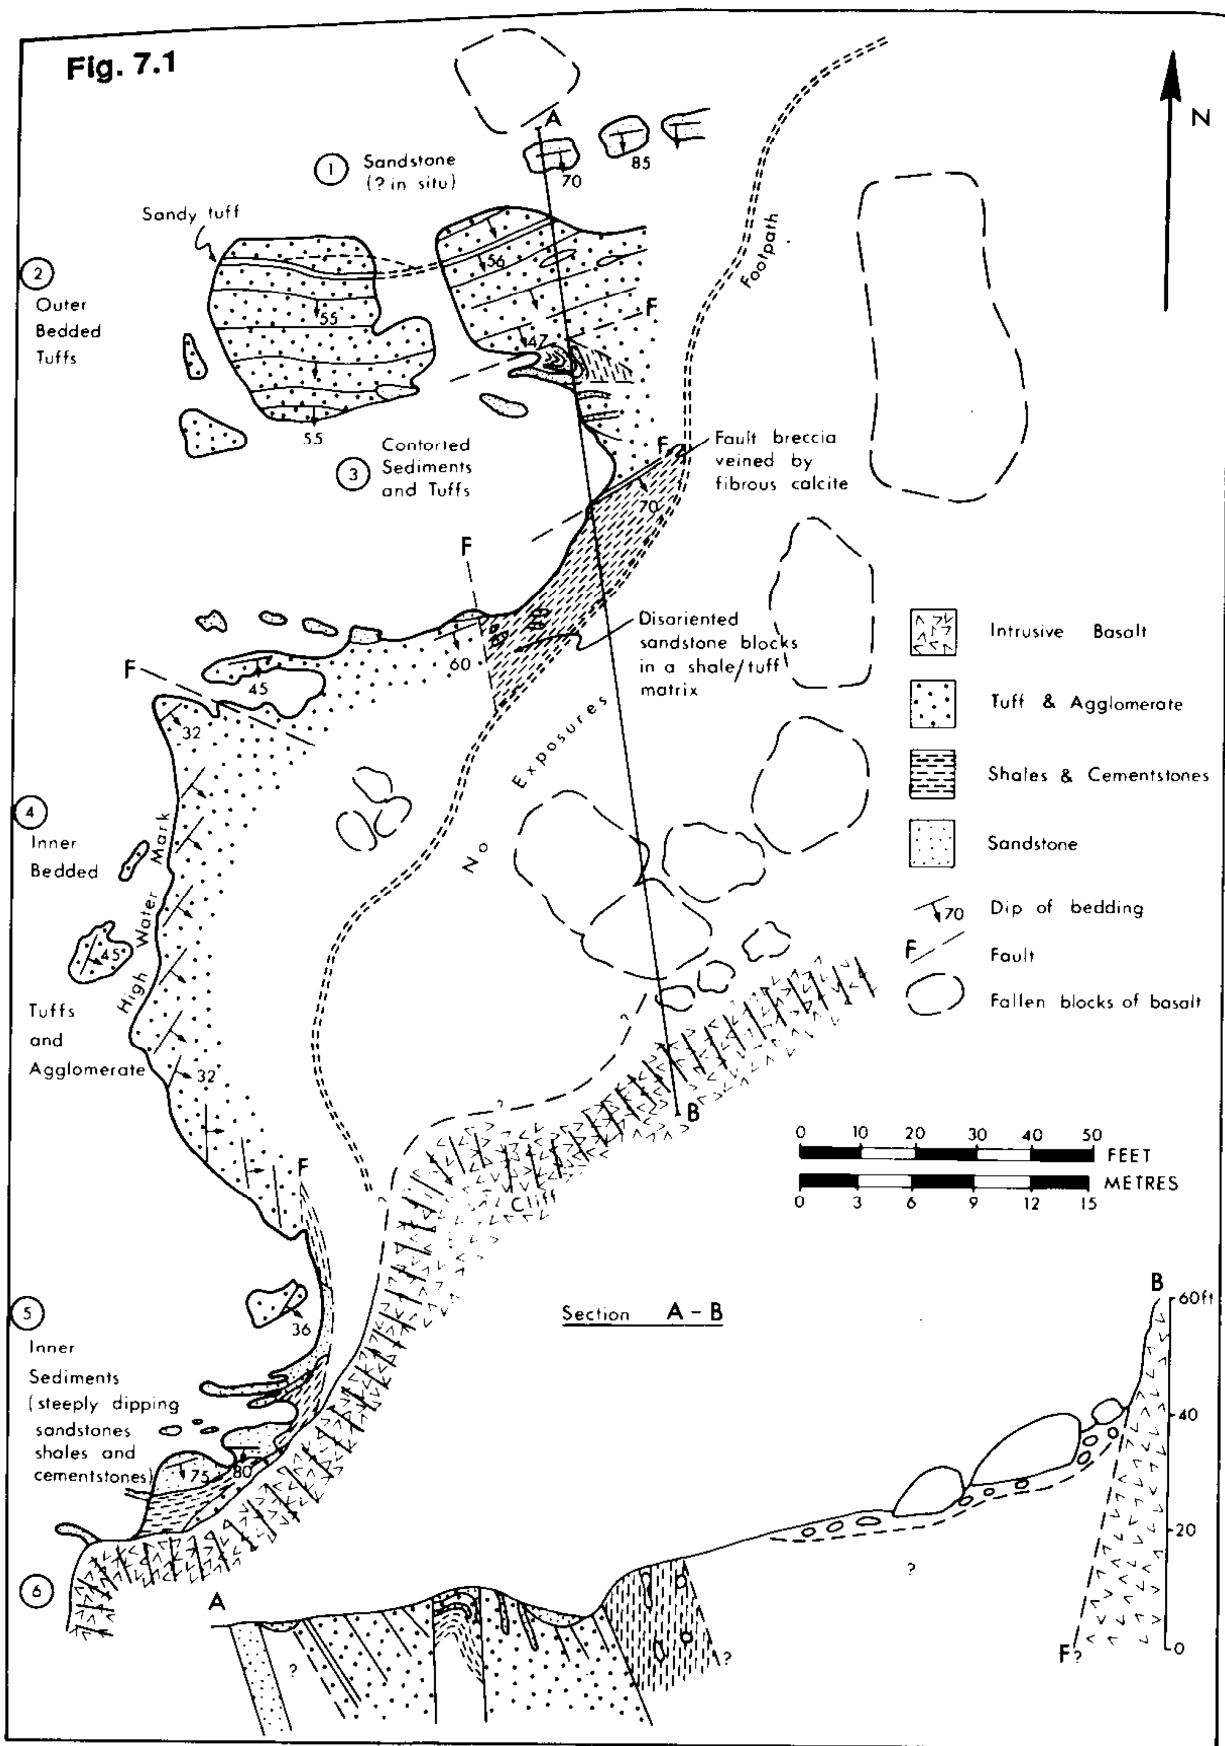 Fig. 7.1
A
N
1
Sandstone
(? in situ)
70
85
Sandy tuff
Footpath
2
Outer
Bedded
Tuffs
56
F
55
47
55
3
Contorted
Sediments
and Tuffs
F
Fault breccia
veined by
fibrous calcite
70
F
Disoriented
sandstone blocks
in a shale/tuff
matrix
60
F
45
32
No Exposures
Intrusive Basalt
Tuff & Agglomerate
Shales & Cementstones
Sandstone
70 Dip of bedding
F Fault
Fallen blocks of basalt
4
Inner
Bedded
45
Tuffs
and
Agglomerate
High Water Mark
32
?
?
?
B
Cliff
F
0 10 20 30 40 50
FEET
METRES
0 3 6 9 12 15
5
Inner
Sediments
(steeply dipping
sandstones
shales and
cementstones)
36
75
80
6
Section A - B
A
B
60ft
40
20
0
?
?
?
F?